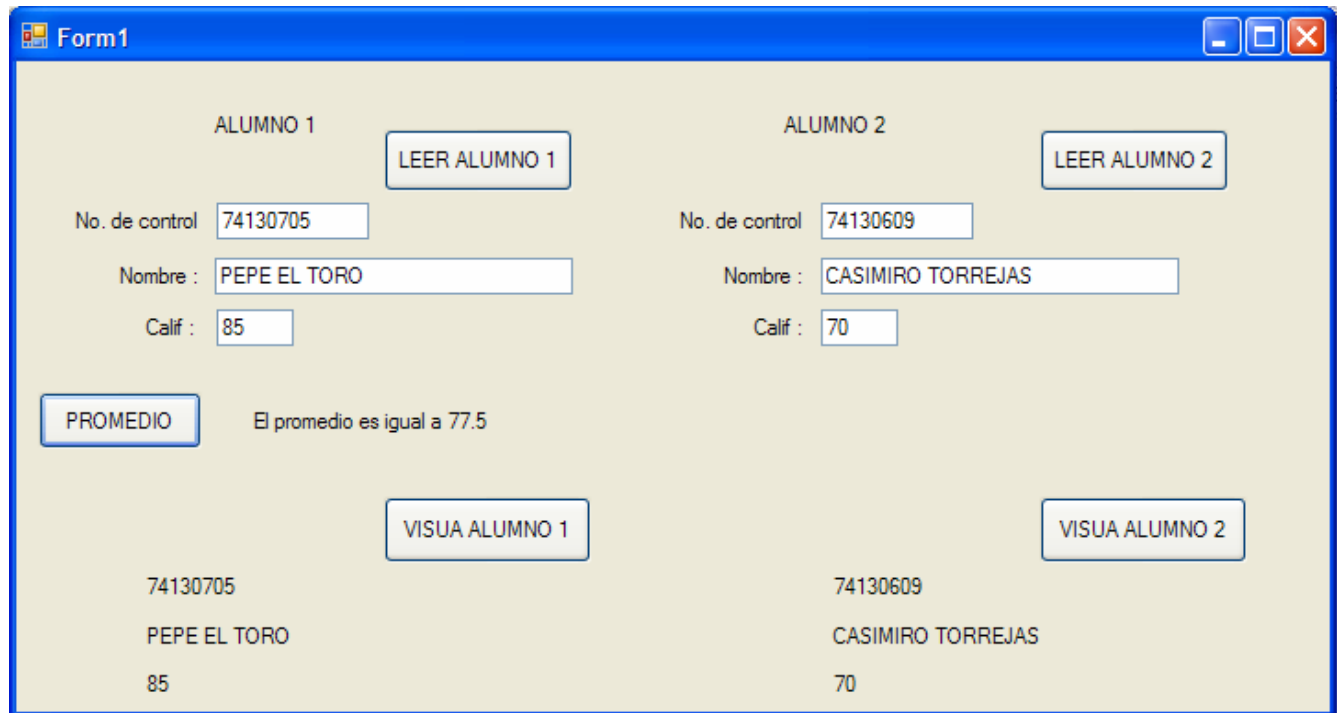 Form1
ALUMNO 1
LEER ALUMNO 1
No. de control 74130705
Nombre : PEPE EL TORO
Calif : 85
ALUMNO 2
LEER ALUMNO 2
No. de control 74130609
Nombre : CASIMIRO TORREJAS
Calif : 70
PROMEDIO El promedio es igual a 77.5
VISUA ALUMNO 1
74130705
PEPE EL TORO
85
VISUA ALUMNO 2
74130609
CASIMIRO TORREJAS
70